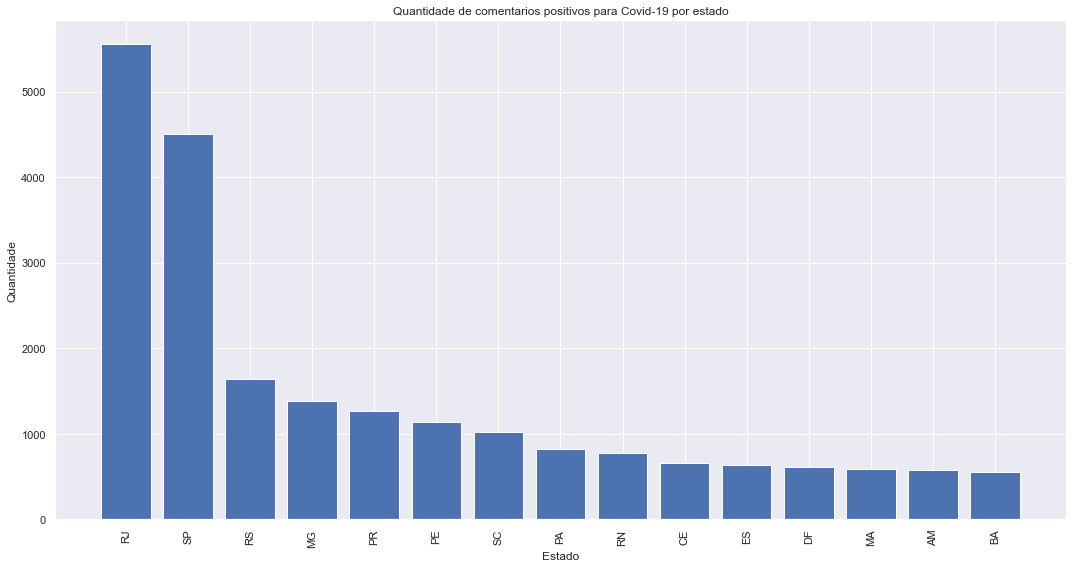 Quantidade de comentarios positivos para Covid-19 por estado
Quantidade
5000
4000
3000
2000
1000
0
RJ
SP
RS
MG
PR
PE
SC
PA
RN
CE
ES
DF
MA
AM
BA
Estado